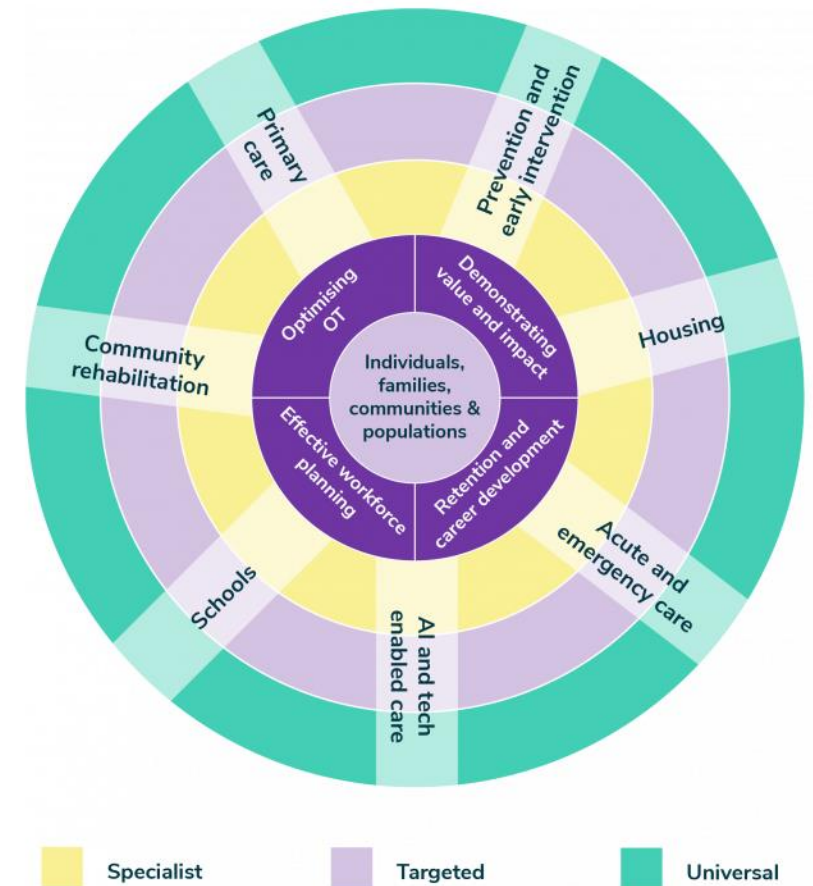 Primary
care
Prevention and
early intervention
Housing
Acute and
emergency care
AI and tech
enabled care
Schools
Community
rehabilitation
Optimising
OT
Demonstrating
value and impact
Retention and
career development
Effective workforce
planning
Individuals,
families,
communities &
populations
Specialist
Targeted
Universal